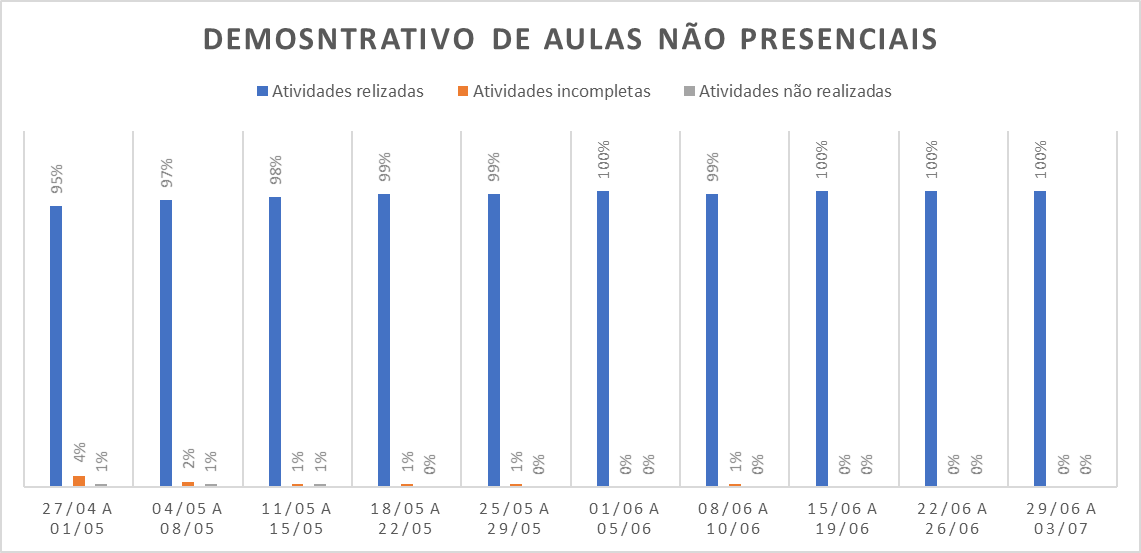 DEMOSNTRATIVO DE AULAS NÃO PRESENCIAIS
Atividades relizadas Atividades incompletas Atividades não realizadas
95% 4% 1% 97% 2% 1% 98% 1% 1% 99% 1% 0% 99% 1% 0% 100% 0% 0% 99% 1% 0% 100% 0% 0% 100% 0% 0% 100% 0% 0%
27/04 A 04/05 A 11/05 A 18/05 A 25/05 A 01/06 A 08/06 A 15/06 A 22/06 A 29/06 A
01/05 08/05 15/05 22/05 29/05 05/06 10/06 19/06 26/06 03/07